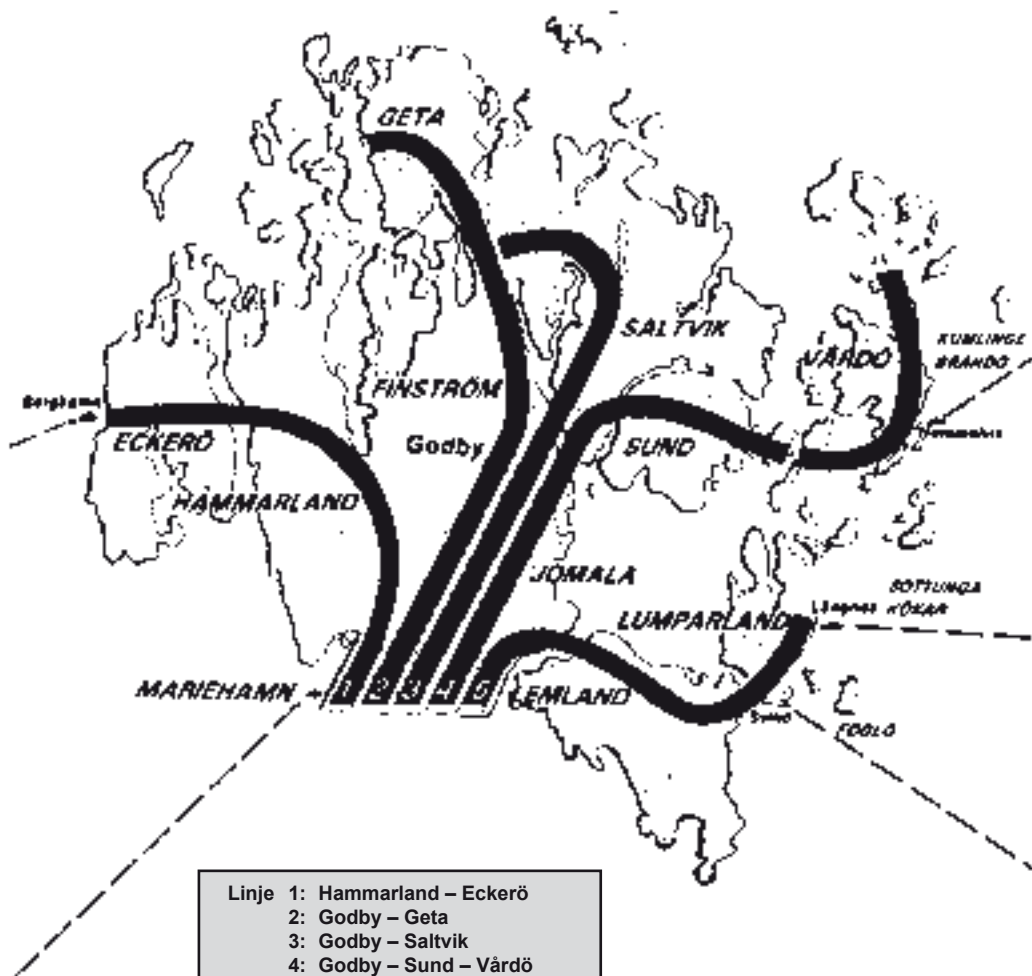 GETA
SALTVIK
VÅRDÖ
KUMLINGE
BRÄNDÖ
FINSTRÖM
ECKERÖ
Godby
SUND
HAMMARLAND
JOMALA
SOTTUNGA
KÖKAR
LUMPARLAND
MARIEHAMN
1 2 3 4 5
LEMLAND
FÖGLÖ
Linje 1: Hammarland – Eckerö
2: Godby – Geta
3: Godby – Saltvik
4: Godby – Sund – Vårdö